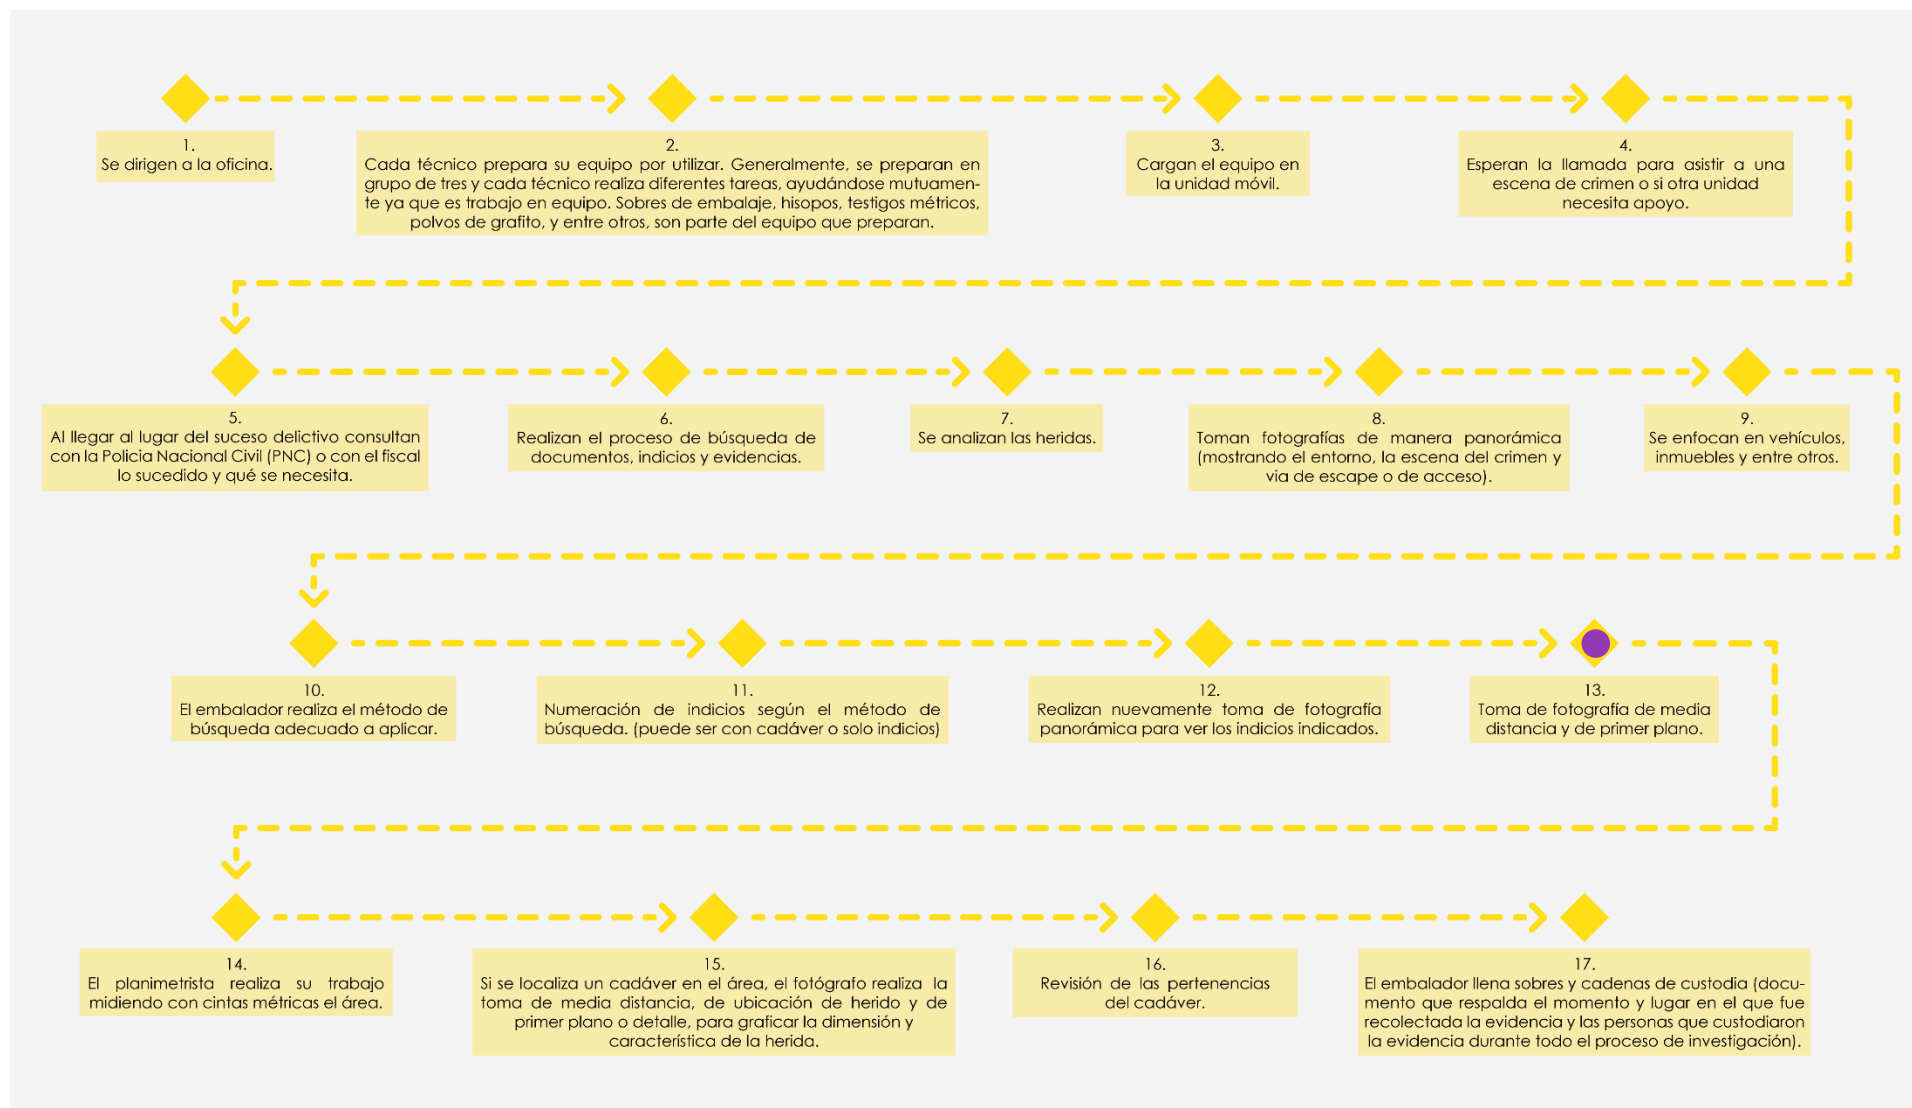 1.
Se dirigen a la oficina.
2.
Cada técnico prepara su equipo por utilizar. Generalmente, se preparan en
grupo de tres y cada técnico realiza diferentes tareas, ayudándose mutuamen-
te ya que es trabajo en equipo. Sobres de embalaje, hisopos, testigos métricos,
polvos de grafito, y entre otros, son parte del equipo que preparan.
3.
Cargan el equipo en
la unidad móvil.
4.
Esperan la llamada para asistir a una
escena de crimen o si otra unidad
necesita apoyo.
5.
Al llegar al lugar del suceso delictivo consultan
con la Policia Nacional Civil (PNC) o con el fiscal
lo sucedido y qué se necesita.
6.
Realizan el proceso de búsqueda de
documentos, indicios y evidencias.
7.
Se analizan las heridas.
8.
Toman fotografías de manera panorámica
(mostrando el entorno, la escena del crimen y
via de escape o de acceso).
9.
Se enfocan en vehículos,
inmuebles y entre otros.
10.
El embalador realiza el método de
búsqueda adecuado a aplicar.
11.
Numeración de indicios según el método de
búsqueda. (puede ser con cadáver o solo indicios)
12.
Realizan nuevamente toma de fotografía
panorámica para ver los indicios indicados.
13.
Toma de fotografía de media
distancia y de primer plano.
14.
El planimetrista realiza su trabajo
midiendo con cintas métricas el área.
15.
Si se localiza un cadáver en el área, el fotógrafo realiza la
toma de media distancia, de ubicación de herido y de
primer plano o detalle, para graficar la dimensión y
característica de la herida.
16.
Revisión de las pertenencias
del cadáver.
17.
El embalador llena sobres y cadenas de custodia (docu-
mento que respalda el momento y lugar en el que fue
recolectada la evidencia y las personas que custodiaron
la evidencia durante todo el proceso de investigación).